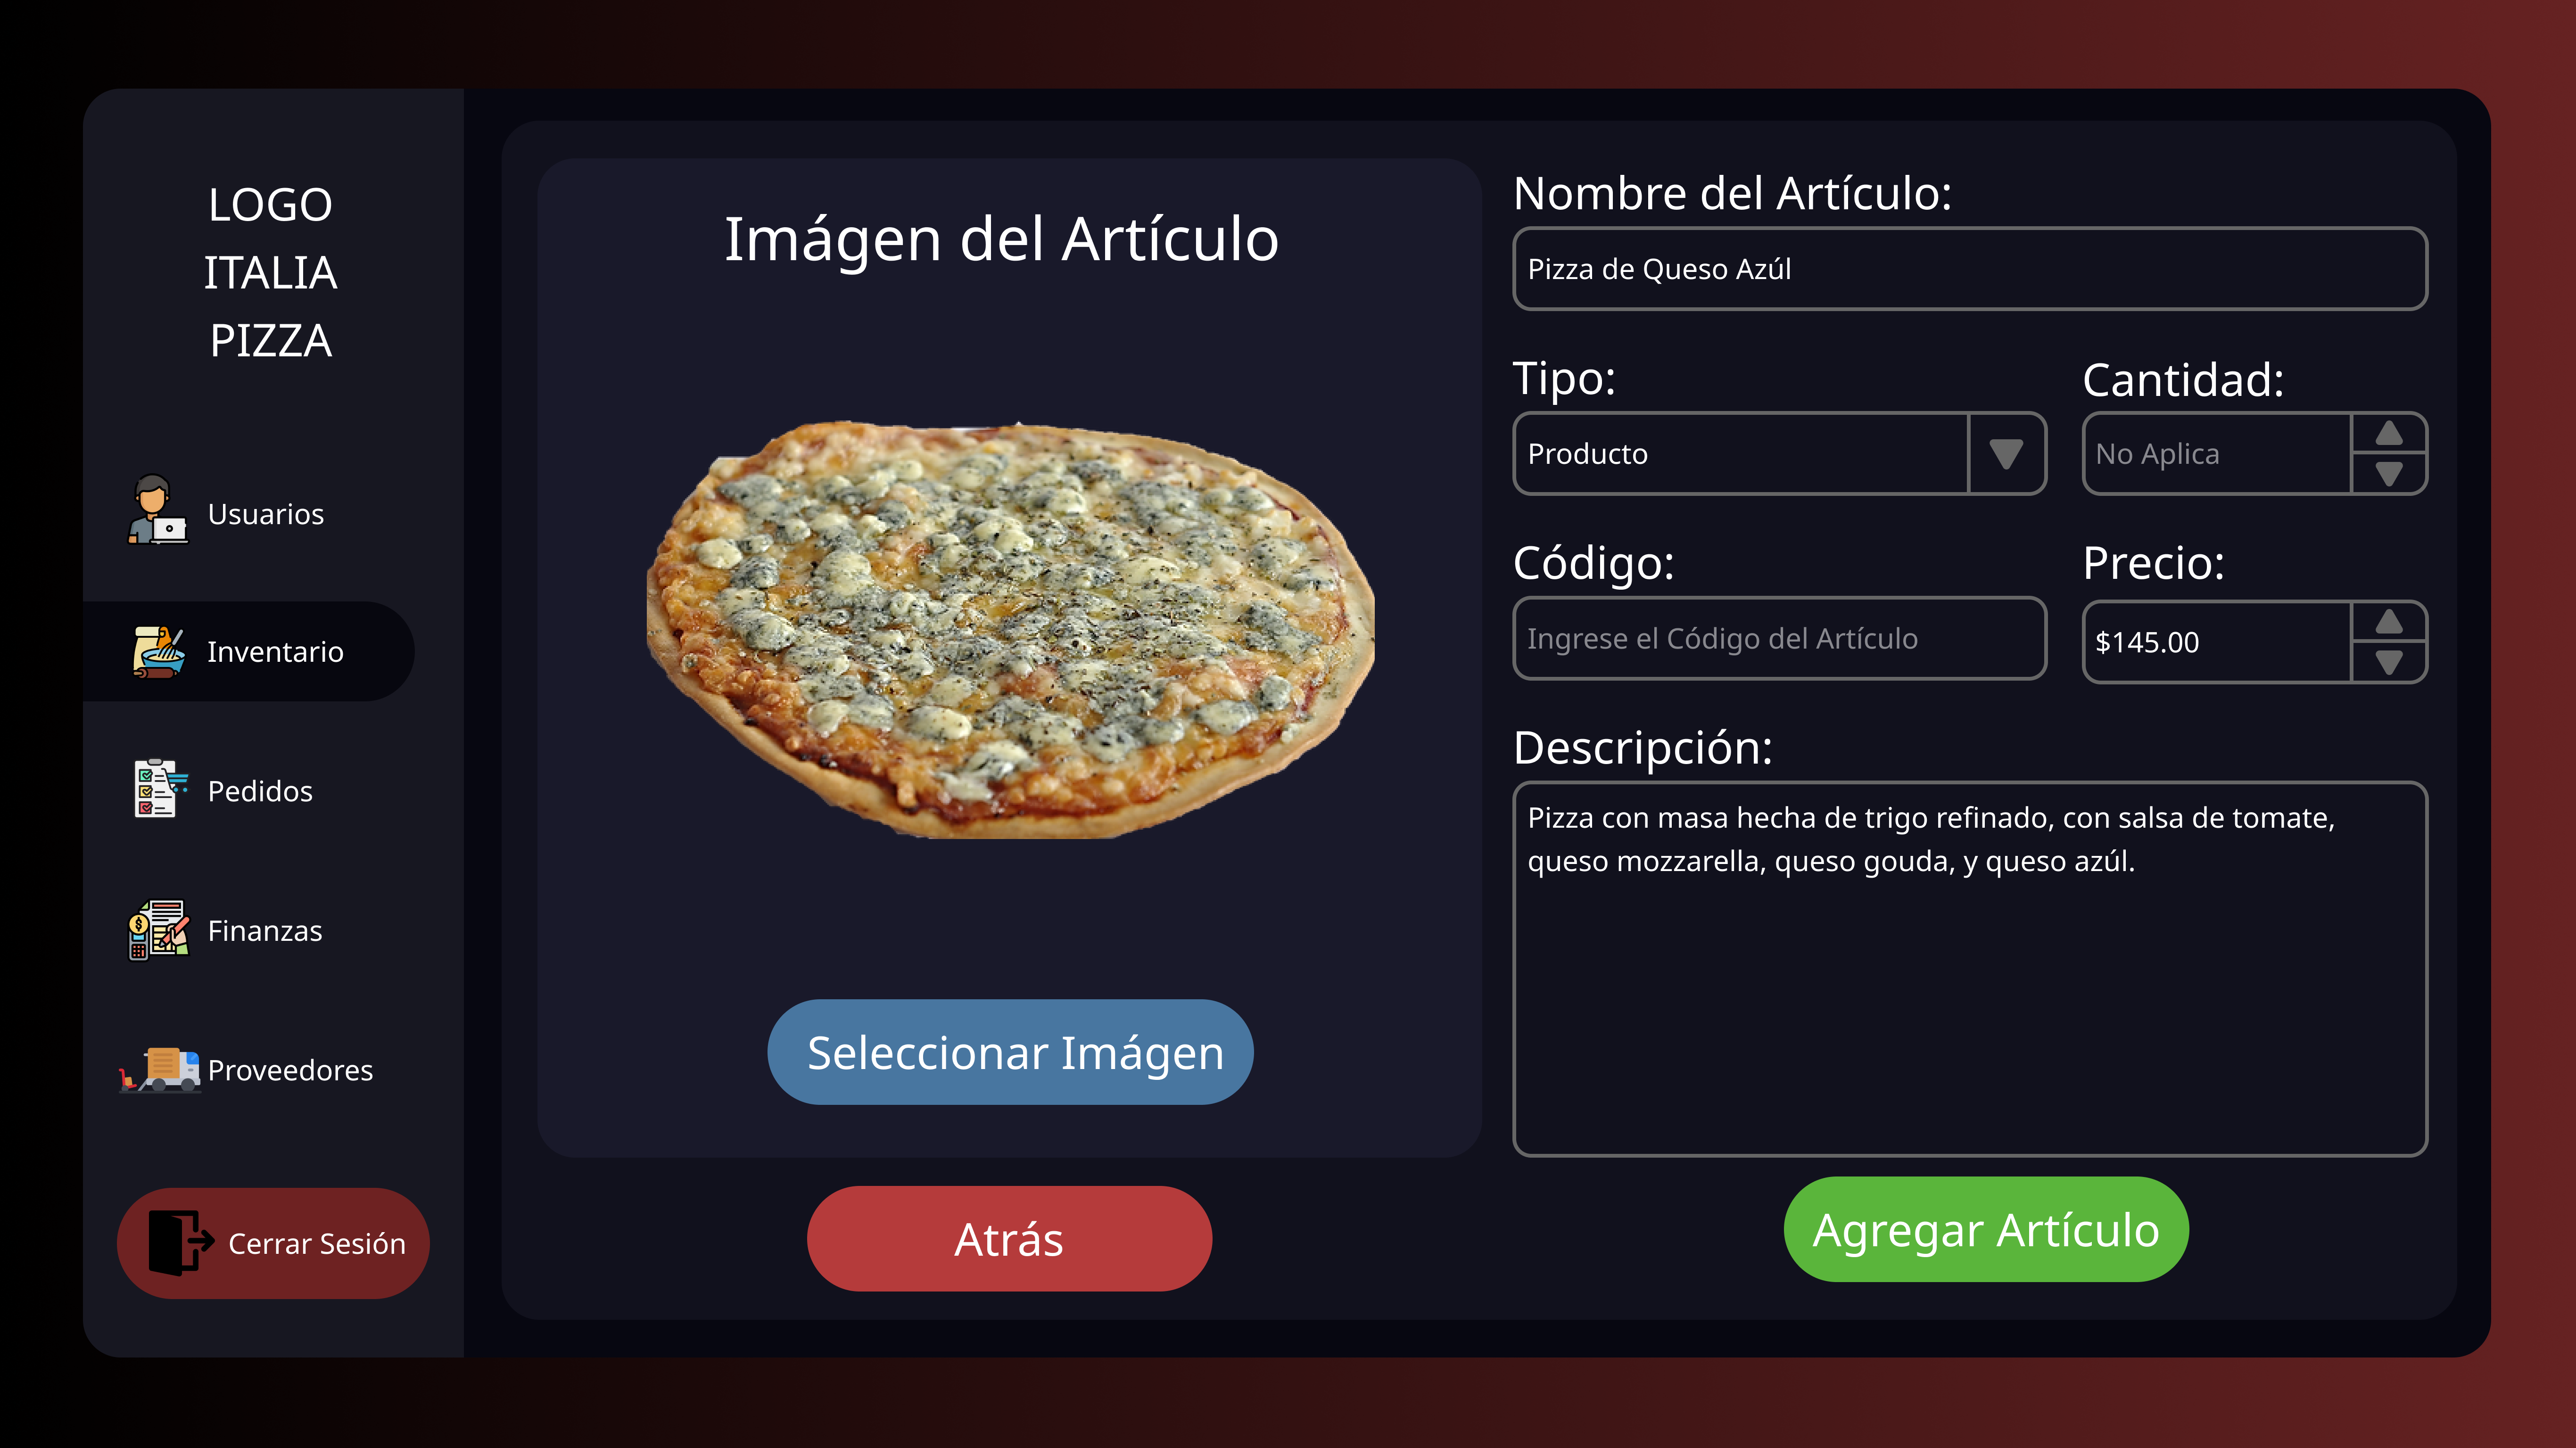 LOGO
ITALIA
PIZZA
Usuarios
Inventario
Pedidos
Finanzas
Proveedores
Cerrar Sesión
Imágen del Artículo
Seleccionar Imágen
Atrás
Nombre del Artículo:
Pizza de Queso Azúl
Tipo:
Producto
Cantidad:
No Aplica
Código:
Ingrese el Código del Artículo
Precio:
$145.00
Descripción:
Pizza con masa hecha de trigo refinado, con salsa de tomate,
queso mozzarella, queso gouda, y queso azúl.
Agregar Artículo